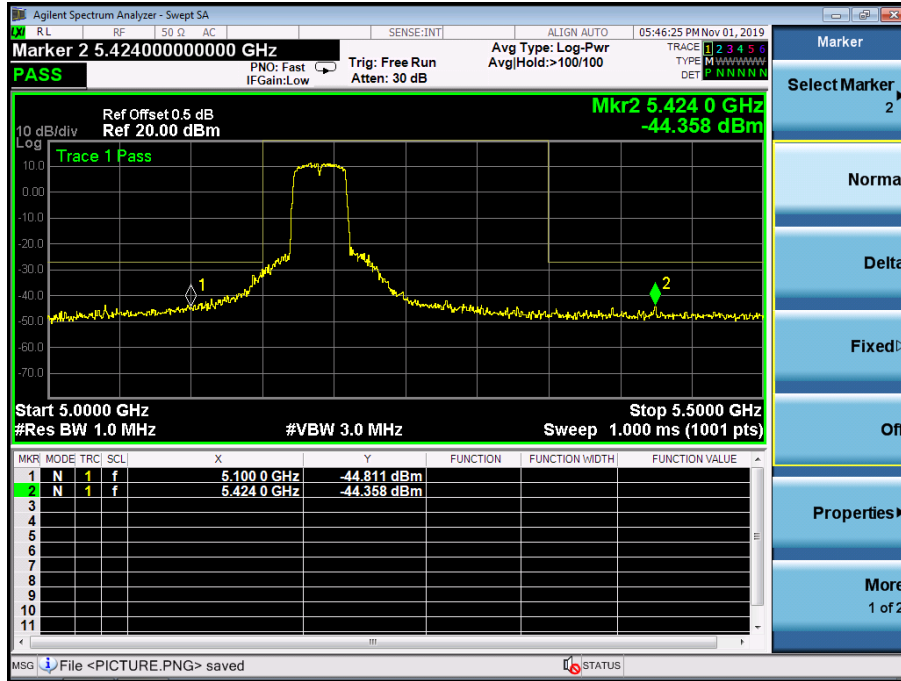 Agilent Spectrum Analyzer - Swept SA
LXI RL RF 50 Ω AC SENSE:INT ALIGN AUTO 05:46:25 PM Nov 01, 2019
Marker 2 5.424000000000 GHz
PASS
PNO: Fast
IFGain:Low
Trig: Free Run
Atten: 30 dB
Avg Type: Log-Pwr
Avg|Hold:>100/100
TRACE 1 2 3 4 5 6
TYPE M WWWWW
DET P N N N N N
Marker
Select Marker
2
Norma
Delta
Fixed
Of
Properties
More
1 of 2
Ref Offset 0.5 dB
10 dB/div Ref 20.00 dBm
Log
Mkr2 5.424 0 GHz
-44.358 dBm
Trace 1 Pass
10.0
0.00
-10.0
-20.0
-30.0
-40.0
-50.0
-60.0
-70.0
1
2
Start 5.0000 GHz Stop 5.5000 GHz
#Res BW 1.0 MHz #VBW 3.0 MHz Sweep 1.000 ms (1001 pts)
MKR MODE TRC SCL X Y FUNCTION FUNCTION WIDTH FUNCTION VALUE
1 N 1 f 5.100 0 GHz -44.811 dBm
2 N 1 f 5.424 0 GHz -44.358 dBm
3
4
5
6
7
8
9
10
11
MSG File <PICTURE.PNG> saved STATUS